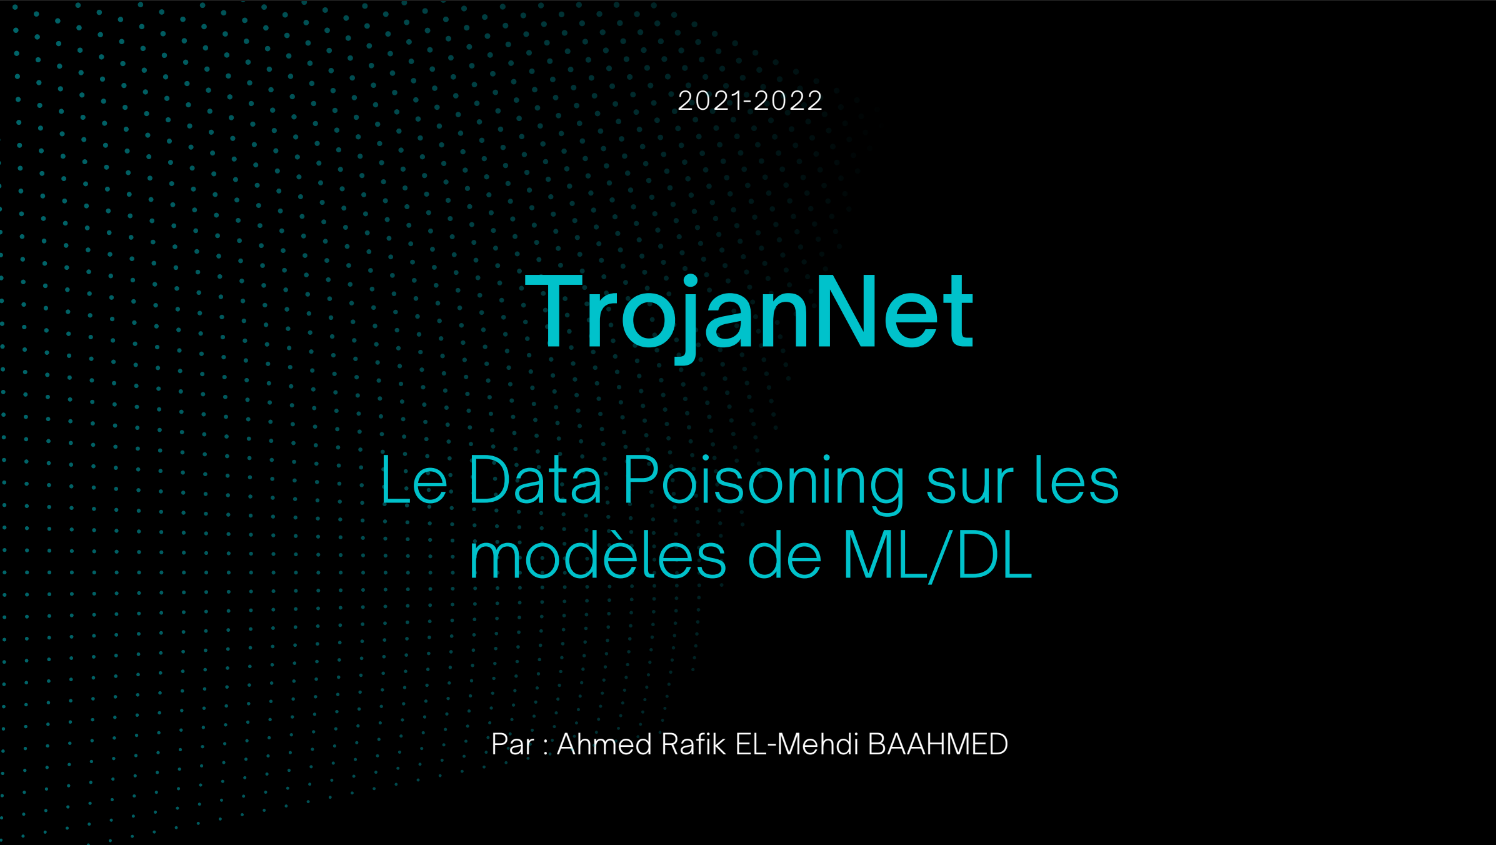 2021-2022
TrojanNet
Le Data Poisoning sur les
modèles de ML/DL
Par : Ahmed Rafik EL-Mehdi BAAHMED